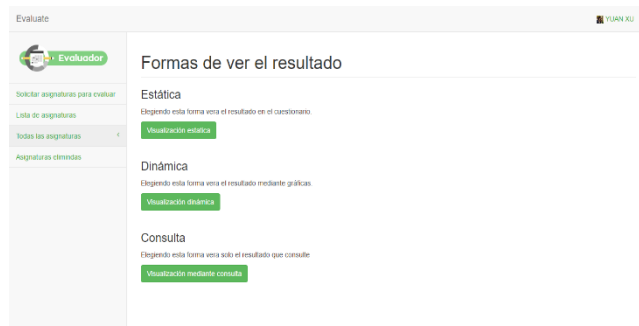 Evaluate
YUAN XU
Evaluador
Solicitar asignaturas para evaluar
Lista de asignaturas
Todas las asignaturas
Asignaturas eliminidas
Formas de ver el resultado
Estática
Elegiendo esta forma vera el resultado en el cuestionario.
Visualización estatica
Dinámica
Elegiendo esta forma vera el resultado mediante gráficas
Visualización dinámica
Consulta
Elegiendo esta forma vera solo el resultado que consulte
Visualización mediante consulta